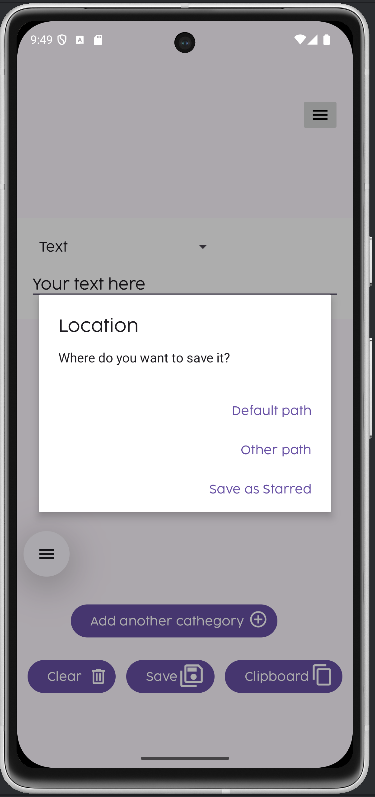 9:49
Text
Your text here
Location
Where do you want to save it?
Default path
Other path
Save as Starred
Add another cathegory
Clear
Save
Clipboard